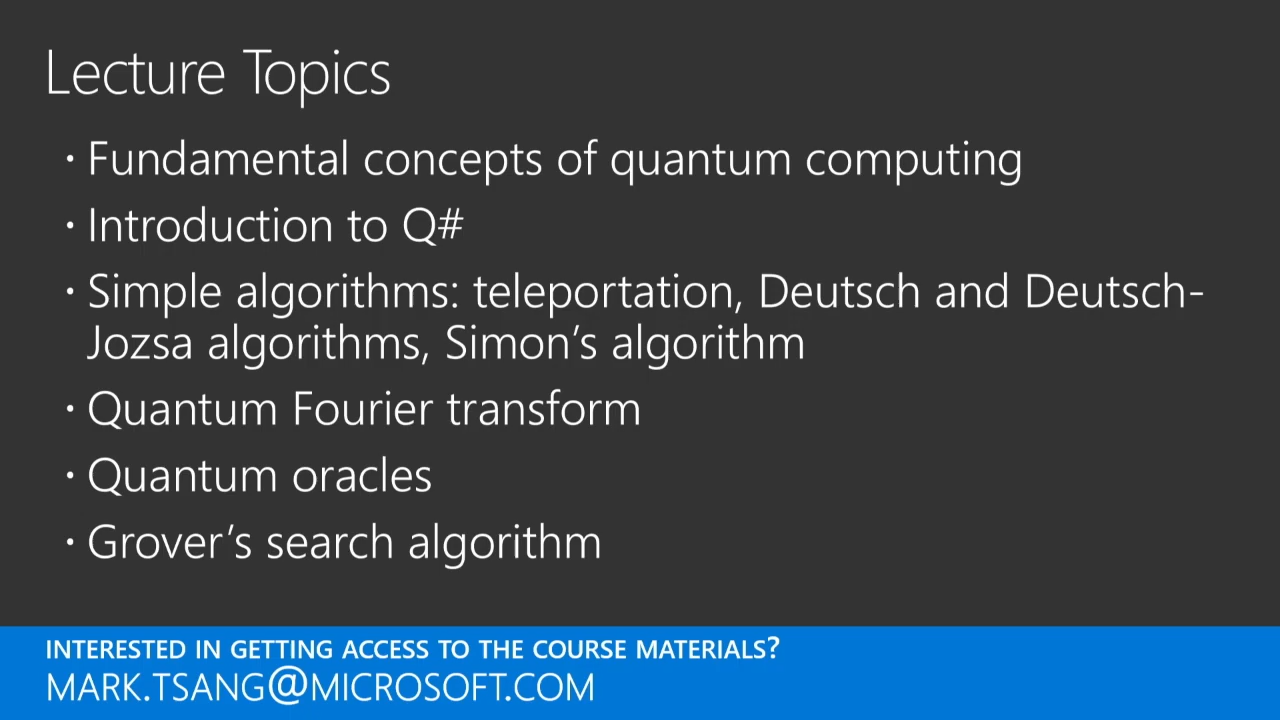 Lecture Topics
· Fundamental concepts of quantum computing
· Introduction to Q#
· Simple algorithms: teleportation, Deutsch and Deutsch-
Jozsa algorithms, Simon’s algorithm
· Quantum Fourier transform
· Quantum oracles
· Grover’s search algorithm
INTERESTED IN GETTING ACCESS TO THE COURSE MATERIALS?
MARK.TSANG@MICROSOFT.COM